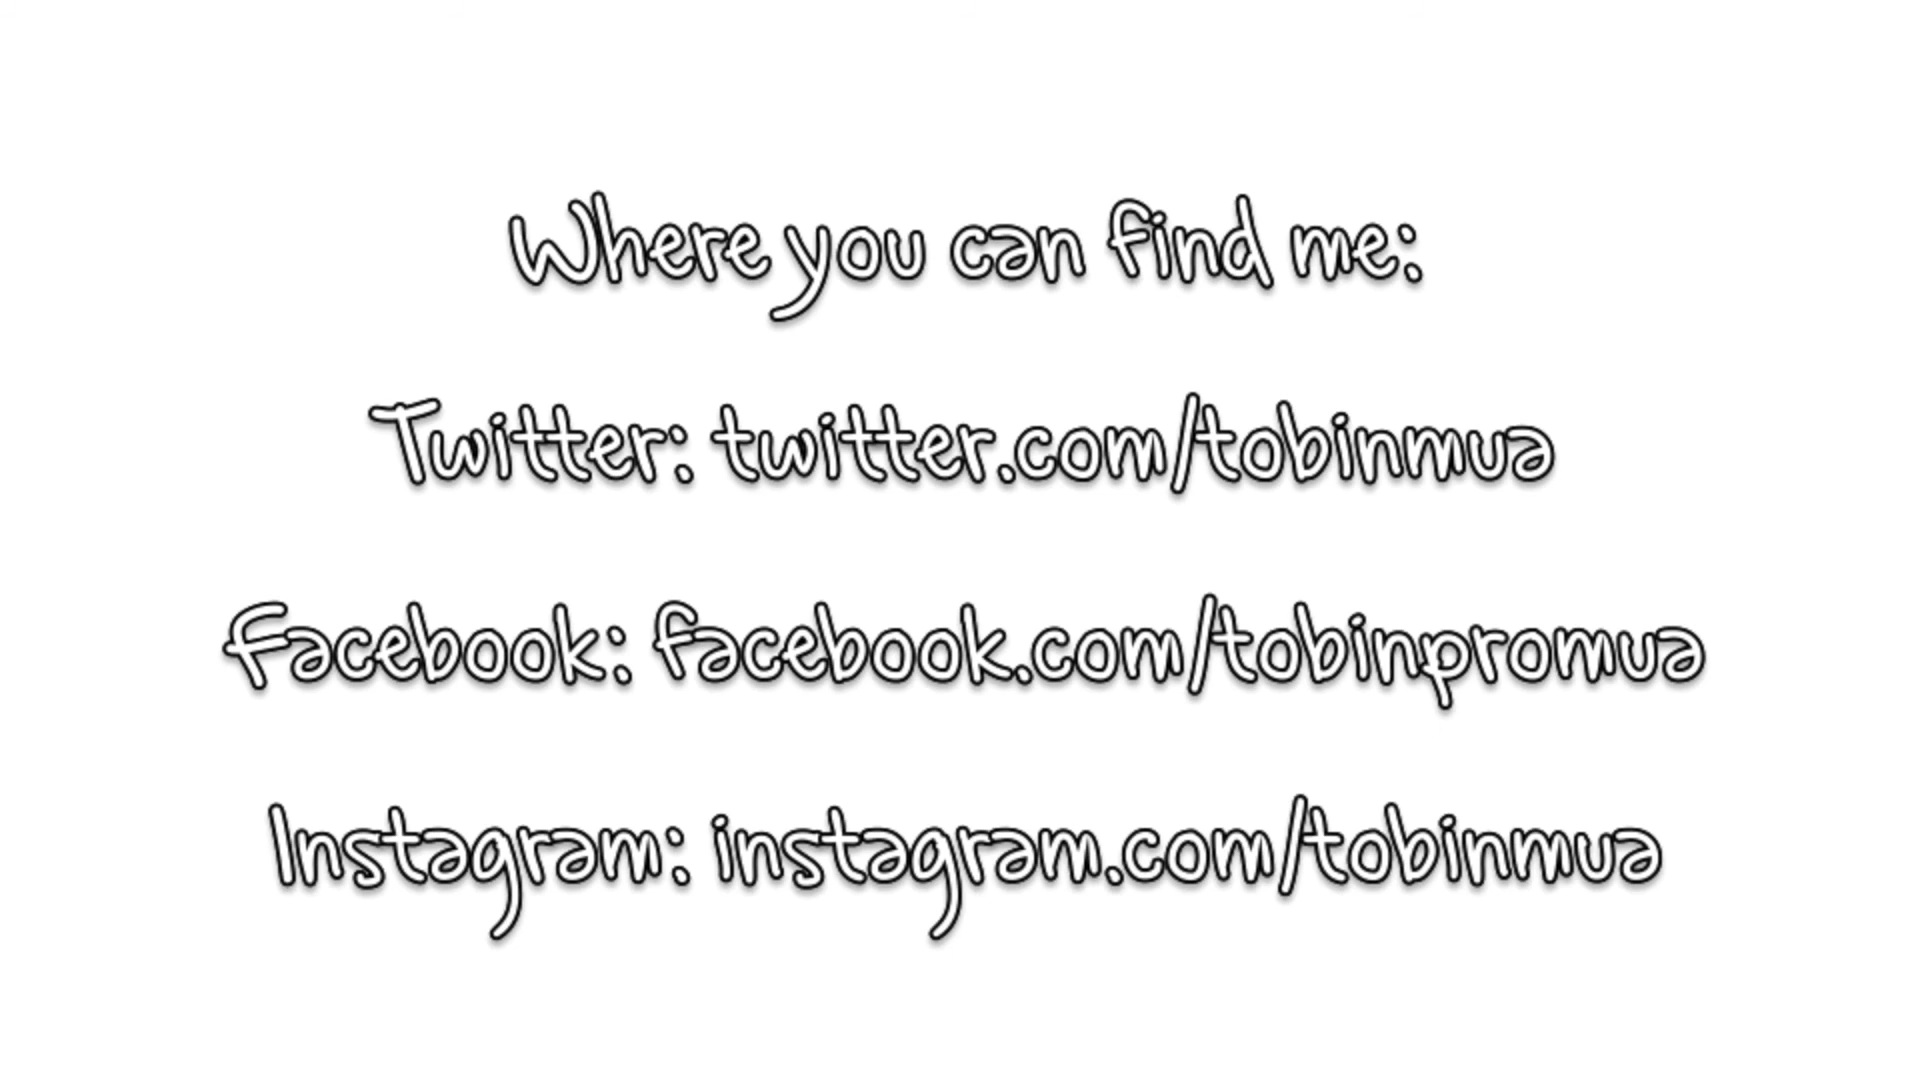 Where you can find me:
Twitter: twitter.com/tobinmua
Facebook: facebook.com/tobinpromua
Instagram: instagram.com/tobinmua